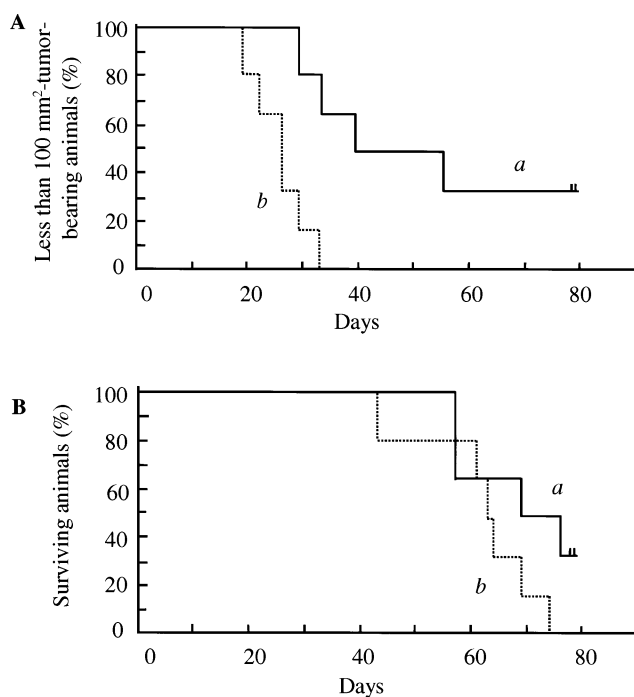 A
Less than 100 mm²-tumor-
bearing animals (%)
100
80
60
40
20
0
a
b
0 20 40 60 80
Days
B
Surviving animals (%)
100
80
60
40
20
0
a
b
0 20 40 60 80
Days